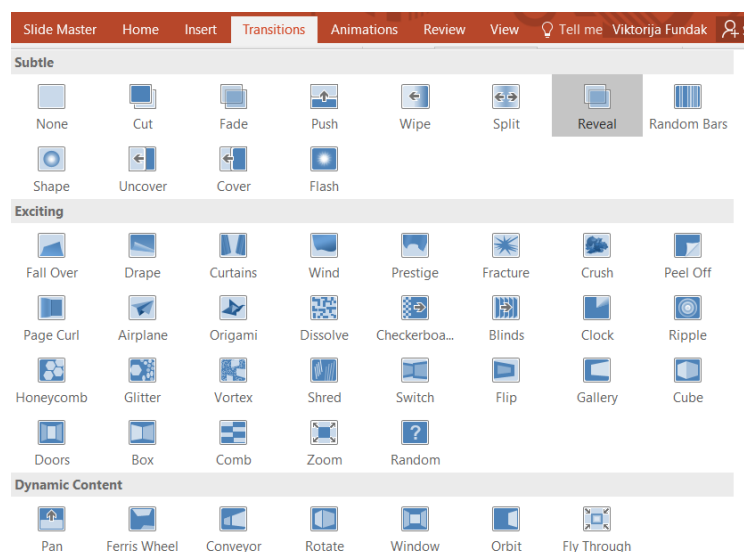 Slide Master Home Insert Transitions Animations Review View Tell me Viktorija Fundak
Subtle
None Cut Fade Push Wipe Split Reveal Random Bars
Shape Uncover Cover Flash
Exciting
Fall Over Drape Curtains Wind Prestige Fracture Crush Peel Off
Page Curl Airplane Origami Dissolve Checkerboa... Blinds Clock Ripple
Honeycomb Glitter Vortex Shred Switch Flip Gallery Cube
Doors Box Comb Zoom Random
Dynamic Content
Pan Ferris Wheel Conveyor Rotate Window Orbit Fly Through